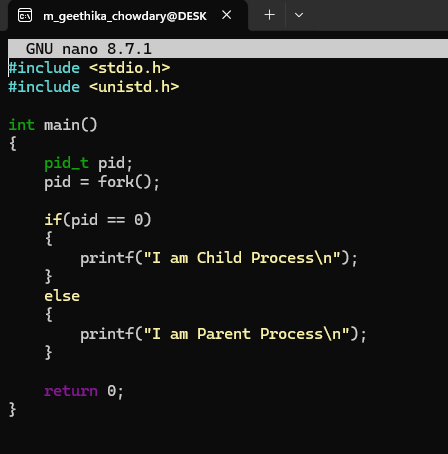 m_geethika_chowdary@DESK
GNU nano 8.7.1
#include <stdio.h>
#include <unistd.h>

int main()
{
    pid_t pid;
    pid = fork();

    if(pid == 0)
    {
        printf("I am Child Process\n");
    }
    else
    {
        printf("I am Parent Process\n");
    }

    return 0;
}